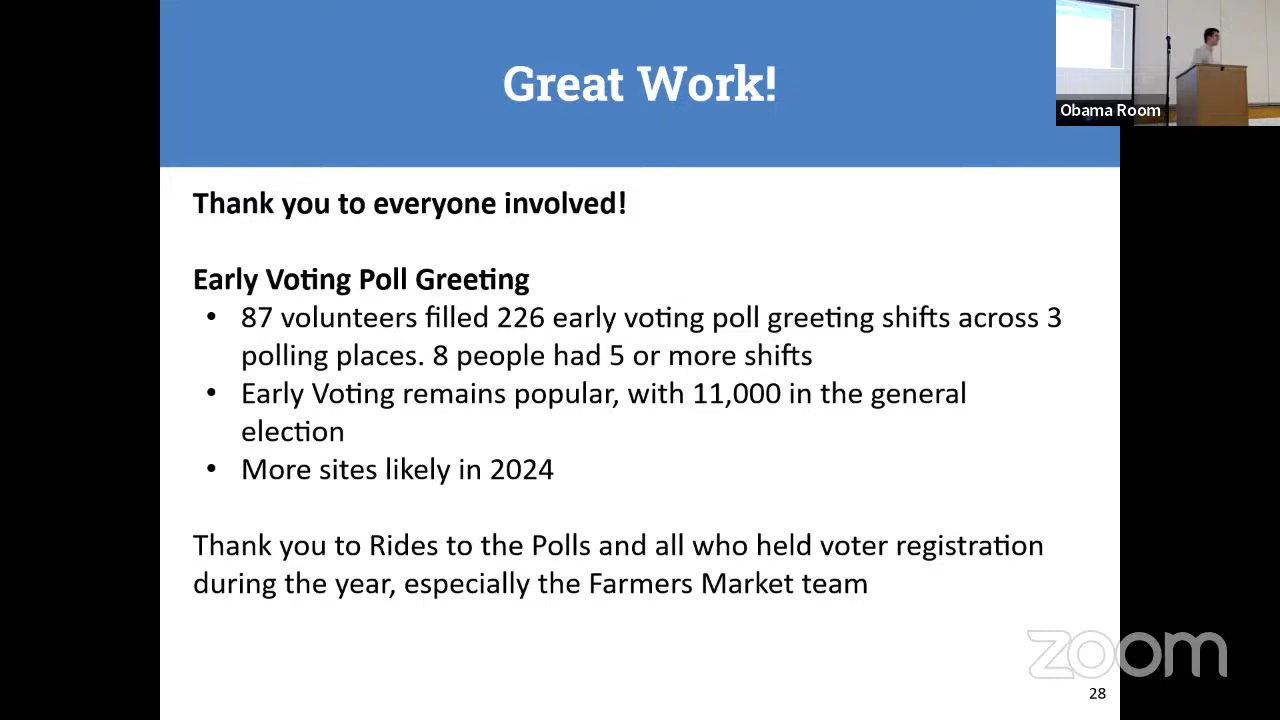 Great Work!
Obama Room
Thank you to everyone involved!
Early Voting Poll Greeting
• 87 volunteers filled 226 early voting poll greeting shifts across 3
polling places. 8 people had 5 or more shifts
• Early Voting remains popular, with 11,000 in the general
election
• More sites likely in 2024
Thank you to Rides to the Polls and all who held voter registration
during the year, especially the Farmers Market team
zoom
28